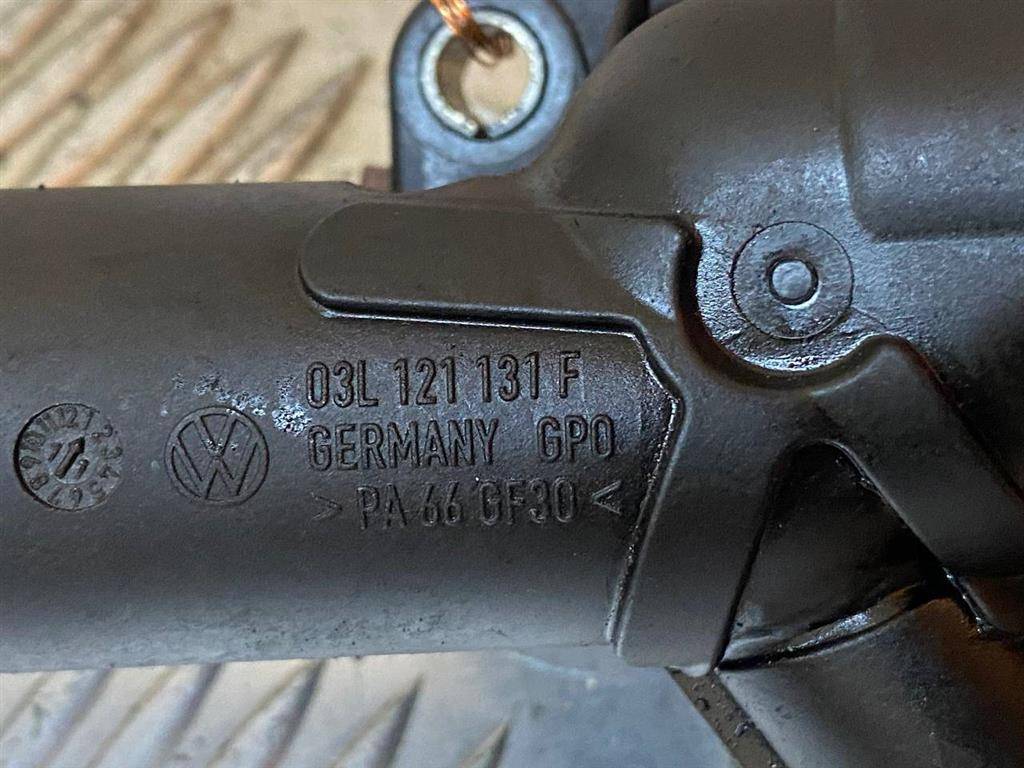 03L 121 131 F
GERMANY GPO
> PA 66 GF30 <